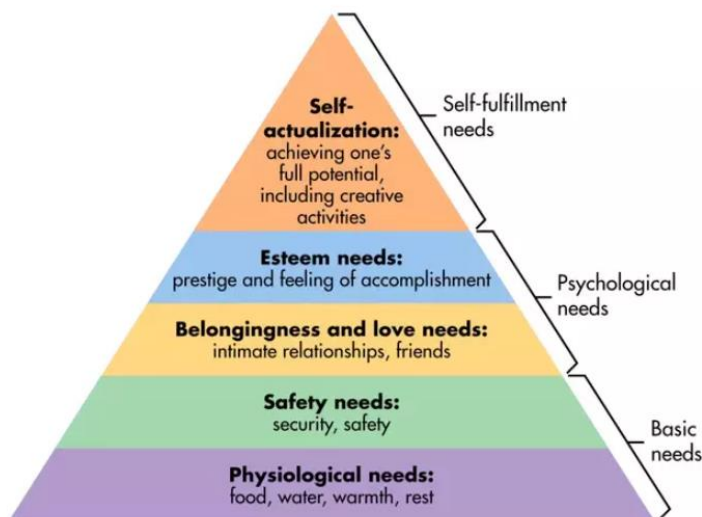 Self-
actualization:
achieving one's
full potential,
including creative
activities
Self-fulfillment
needs
Esteem needs:
prestige and feeling of accomplishment
Belongingness and love needs:
intimate relationships, friends
Psychological
needs
Safety needs:
security, safety
Physiological needs:
food, water, warmth, rest
Basic
needs